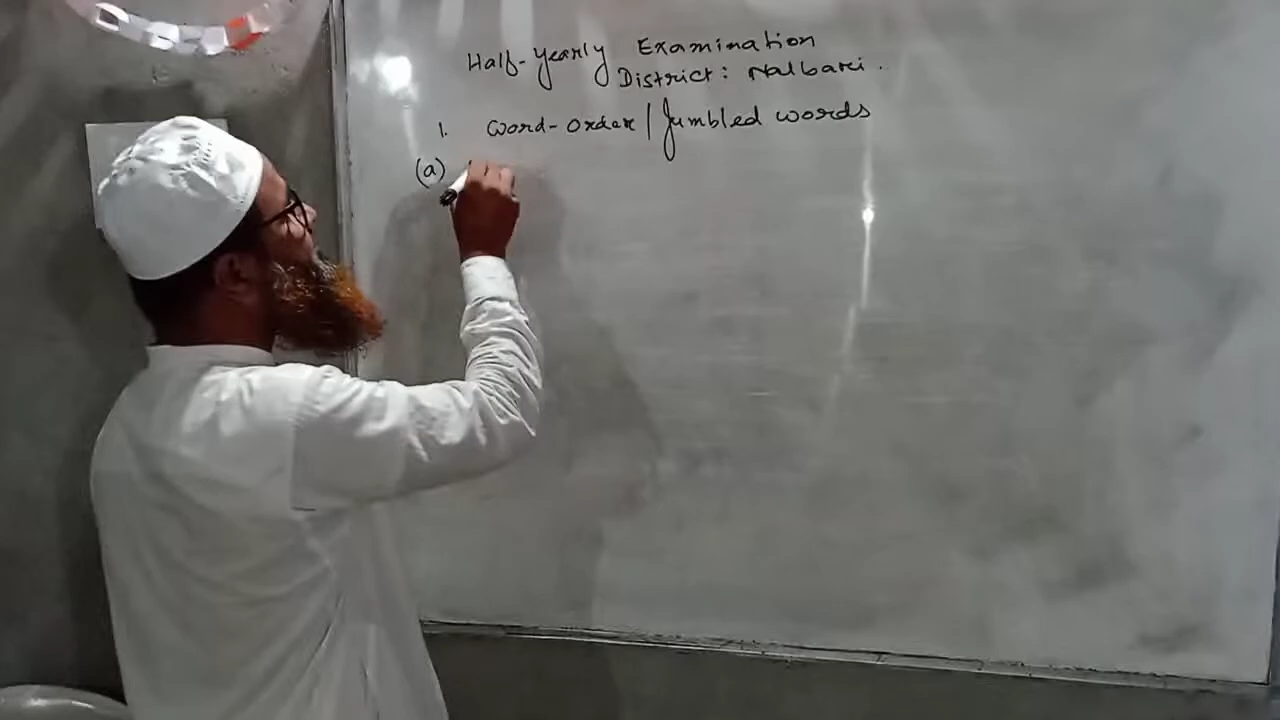 Half-Yearly Examination
District: Nalbari.
1. Word-Order / Jumbled words
(a)